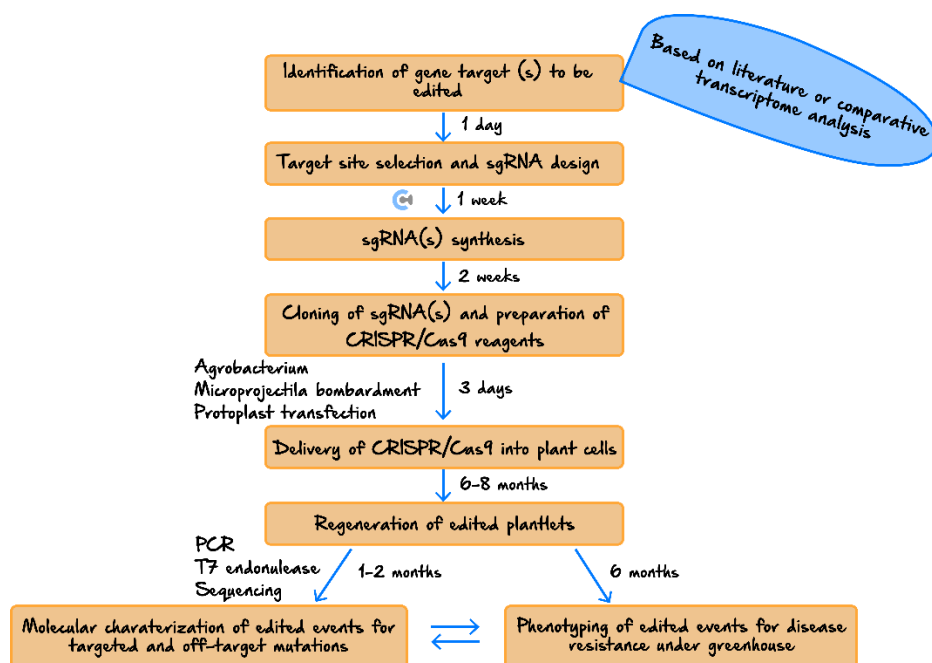 Identification of gene target (s) to be
edited
Based on literature or comparative
transcriptome analysis
1 day
Target site selection and sgRNA design
1 week
sgRNA(s) synthesis
2 weeks
Cloning of sgRNA(s) and preparation of
CRISPR/Cas9 reagents
Agrobacterium
Microprojectila bombardment
Protoplast transfection
3 days
Delivery of CRISPR/Cas9 into plant cells
6-8 months
Regeneration of edited plantlets
PCR
T7 endonulease
Sequencing
1-2 months
6 months
Molecular charaterization of edited events for
targeted and off-target mutations
Phenotyping of edited events for disease
resistance under greenhouse